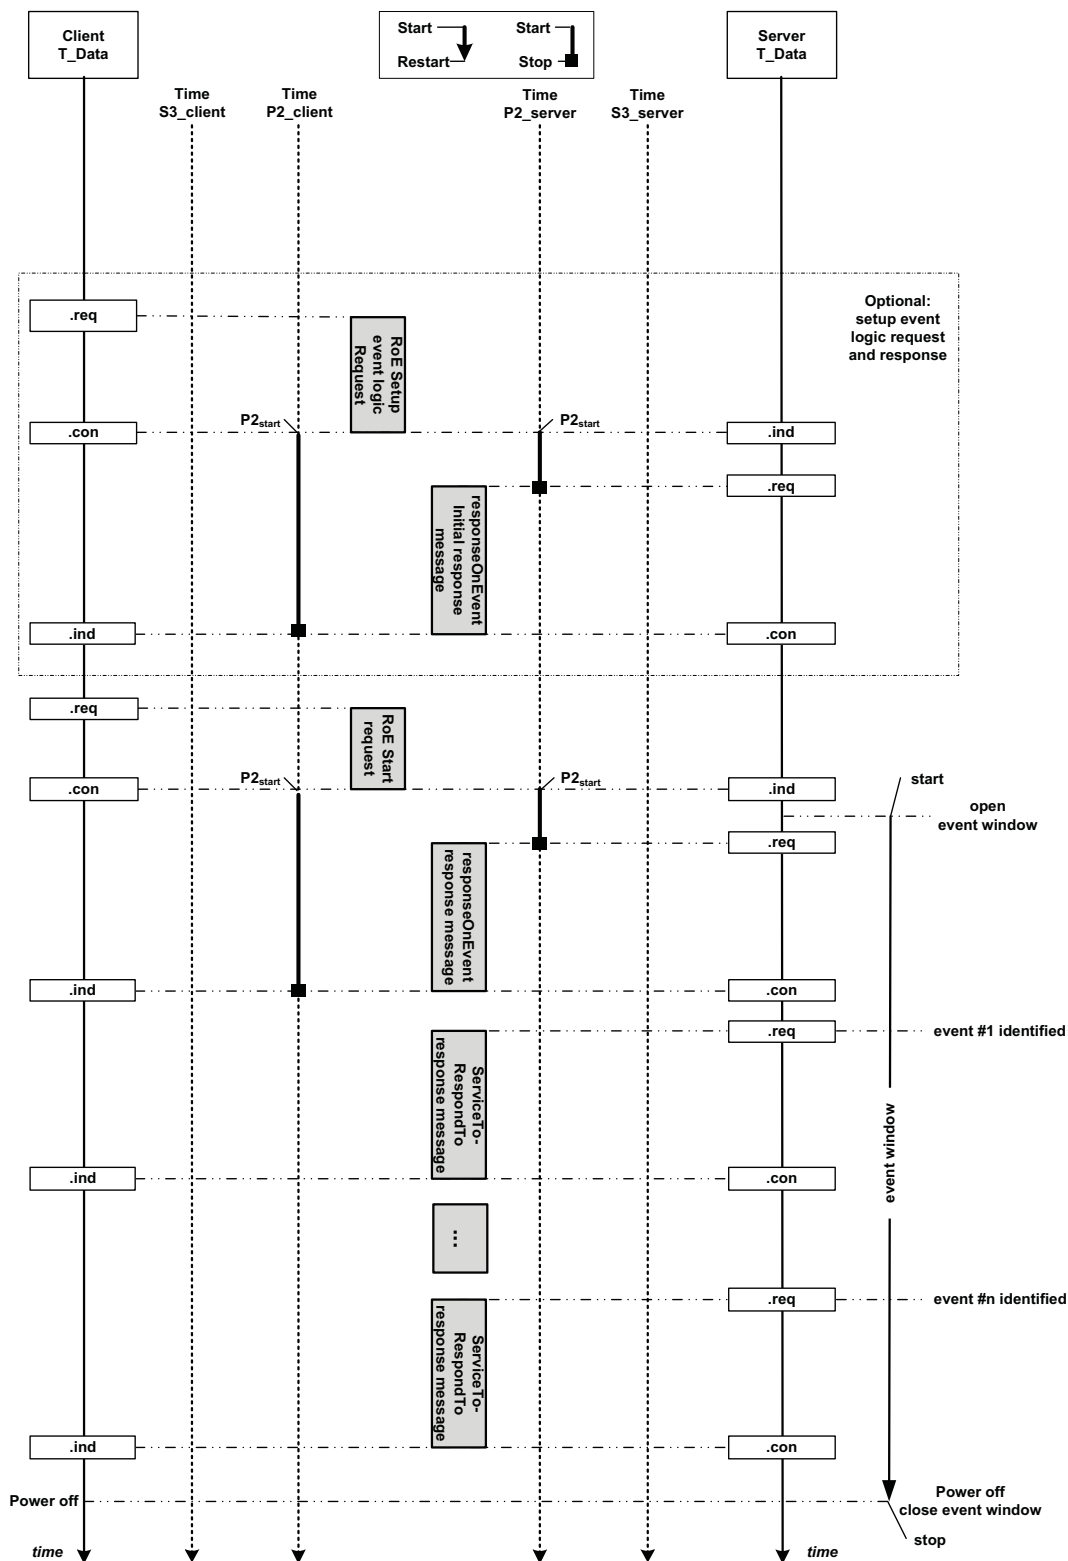 Client
T_Data
Start
Start
Restart
Stop
Server
T_Data
Time
S3_client
Time
P2_client
Time
P2_server
Time
S3_server
Optional:
setup event
logic request
and response
.req
RoE Setup
event logic
Request
.con
P2start
P2start
.ind
.req
responseOnEvent
Initial response
message
.ind
.con
.req
RoE Start
request
.con
P2start
P2start
.ind
start
open
event window
.req
responseOnEvent
response message
.ind
.con
.req
event #1 identified
ServiceTo-
RespondTo
response message
event window
.ind
.con
...
.req
event #n identified
ServiceTo-
RespondTo
response message
.ind
.con
Power off
Power off
close event window
stop
time
time